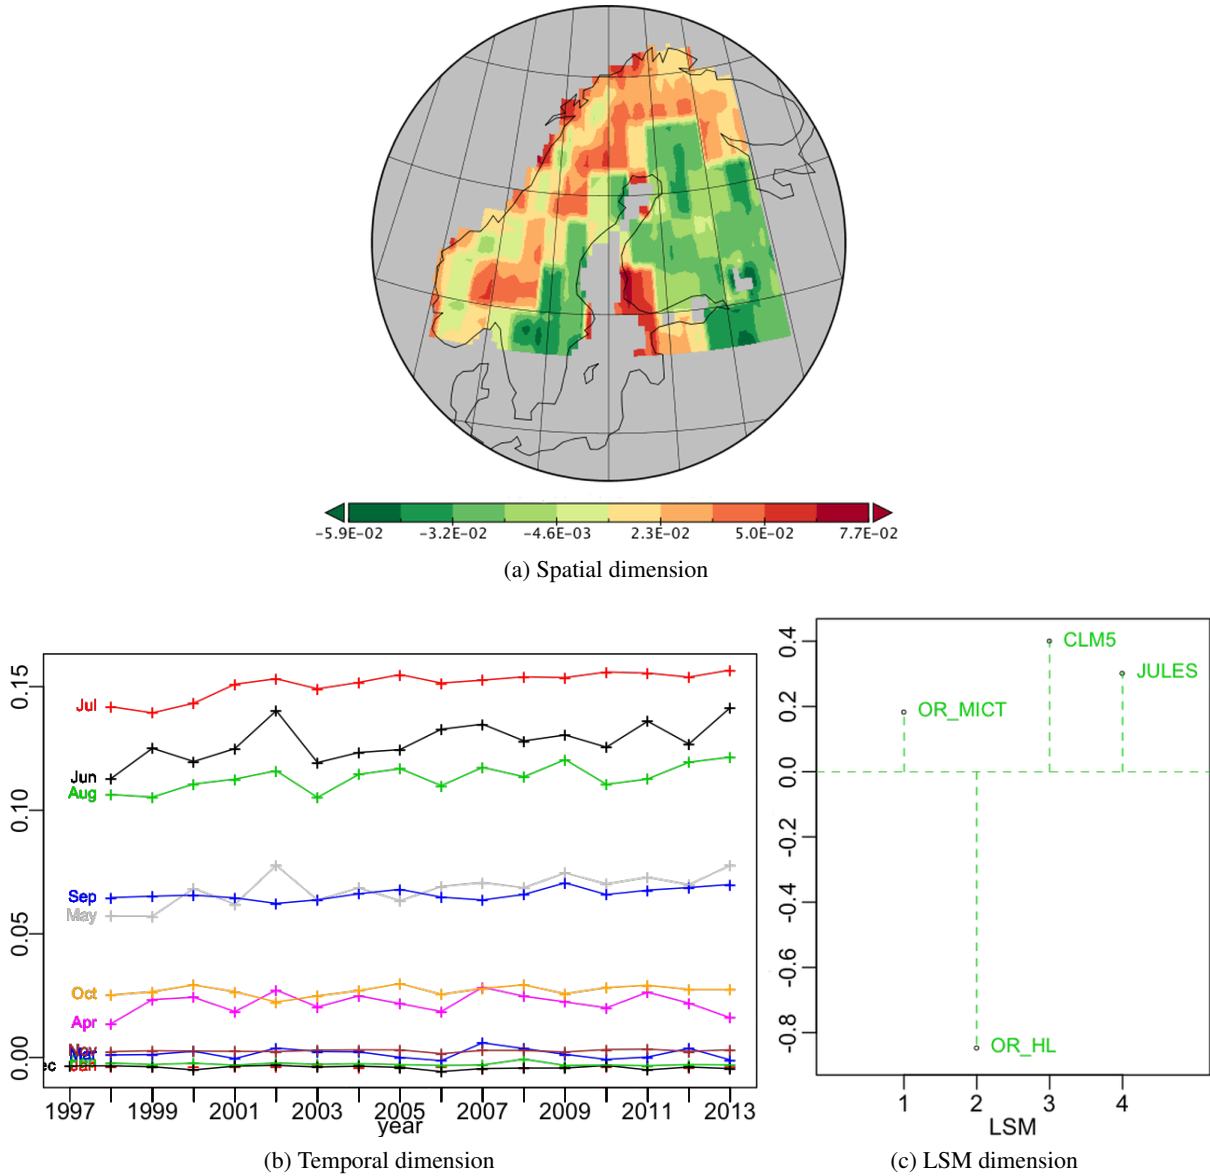 -5.9E-02 -3.2E-02 -4.6E-03 2.3E-02 5.0E-02 7.7E-02
(a) Spatial dimension
0.15
0.10
0.05
0.00
Jul
Jun
Aug
Sep
May
Oct
Apr
Nov
Mar
Jan
ec
1997 1999 2001 2003 2005 2007 2009 2011 2013
year
(b) Temporal dimension
0.4
0.2
0.0
-0.2
-0.4
-0.6
-0.8
CLM5
JULES
OR_MICT
OR_HL
1 2 3 4
LSM
(c) LSM dimension